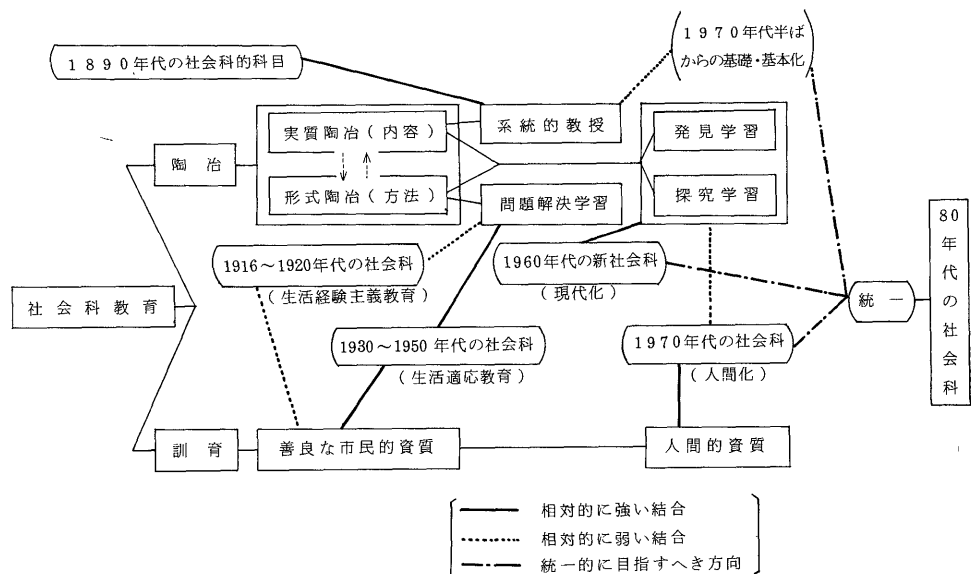 1970年代半ば
からの基礎・基本化
1890年代の社会科的科目
実質陶冶(内容)
系統的教授
発見学習
陶冶
形式陶冶(方法)
問題解決学習
探究学習
1916〜1920年代の社会科
(生活経験主義教育)
1960年代の新社会科
(現代化)
社会科教育
統一
80年代の社会科
1930〜1950年代の社会科
(生活適応教育)
1970年代の社会科
(人間化)
訓育
善良な市民的資質
人間的資質
相対的に強い結合
相対的に弱い結合
統一的に目指すへき方向